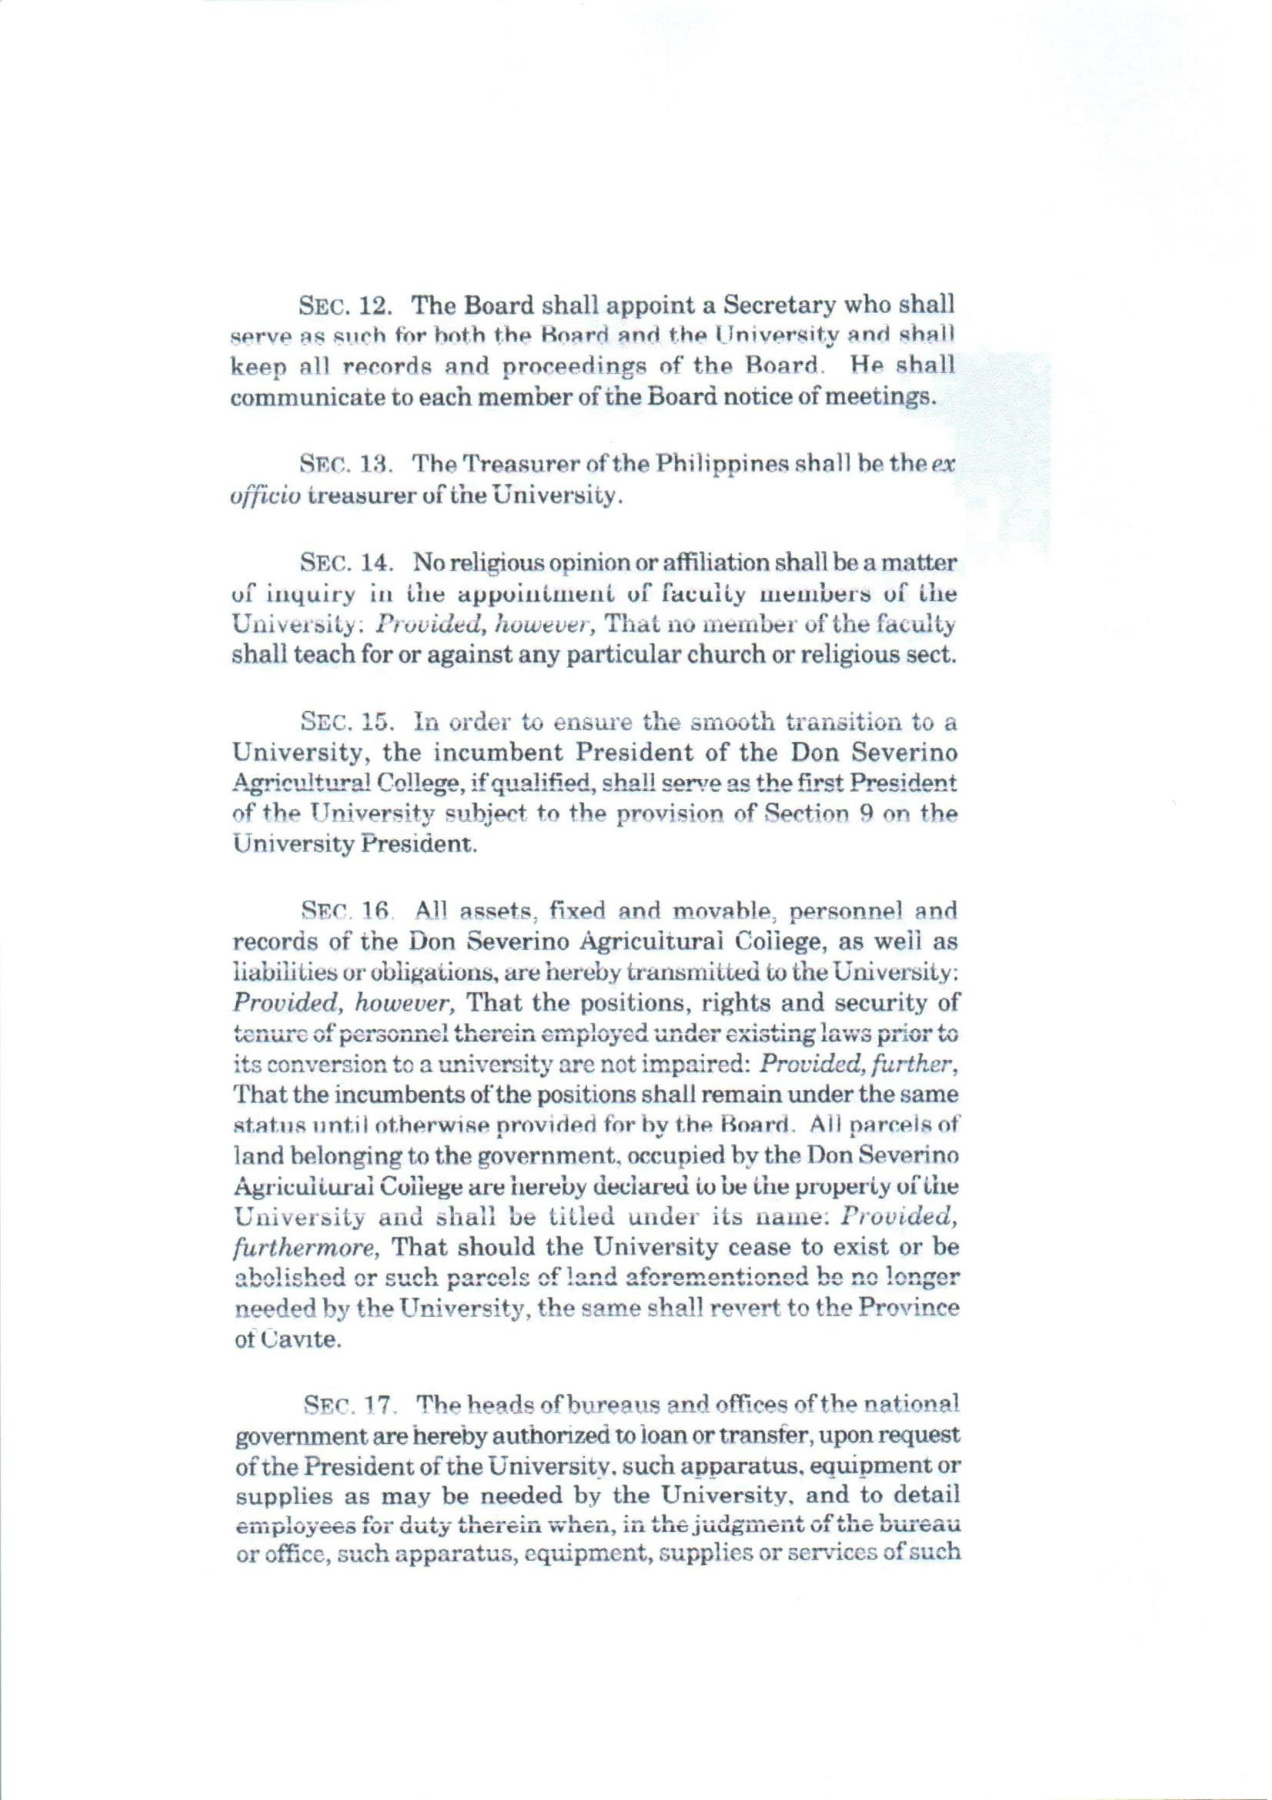 SEC. 12. The Board shall appoint a Secretary who shall
serve as such for both the Board and the University and shall
keep all records and proceedings of the Board. He shall
communicate to each member of the Board notice of meetings.
SEC. 13. The Treasurer of the Philippines shall be the ex
officio treasurer of the University.
SEC. 14. No religious opinion or affiliation shall be a matter
of inquiry in the appointment of faculty members of the
University: Provided, however, That no member of the faculty
shall teach for or against any particular church or religious sect.
SEC. 15. In order to ensure the smooth transition to a
University, the incumbent President of the Don Severino
Agricultural College, if qualified, shall serve as the first President
of the University subject to the provision of Section 9 on the
University President.
SEC. 16. All assets, fixed and movable, personnel and
records of the Don Severino Agricultural College, as well as
liabilities or obligations, are hereby transmitted to the University:
Provided, however, That the positions, rights and security of
tenure of personnel therein employed under existing laws prior to
its conversion to a university are not impaired: Provided, further,
That the incumbents of the positions shall remain under the same
status until otherwise provided for by the Board. All parcels of
land belonging to the government, occupied by the Don Severino
Agricultural College are hereby declared to be the property of the
University and shall be titled under its name: Provided,
furthermore, That should the University cease to exist or be
abolished or such parcels of land aforementioned be no longer
needed by the University, the same shall revert to the Province
of Cavite.
SEC. 17. The heads of bureaus and offices of the national
government are hereby authorized to loan or transfer, upon request
of the President of the University, such apparatus, equipment or
supplies as may be needed by the University, and to detail
employees for duty therein when, in the judgment of the bureau
or office, such apparatus, equipment, supplies or services of such